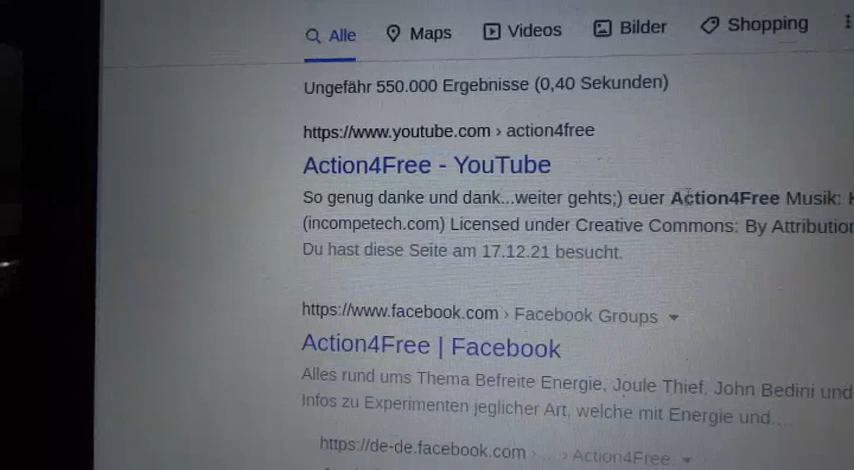 Alle Maps Videos Bilder Shopping
Ungefähr 550.000 Ergebnisse (0,40 Sekunden)
https://www.youtube.com › action4free
Action4Free - YouTube
So genug danke und dank...weiter gehts;) euer Action4Free Musik:
(incompetech.com) Licensed under Creative Commons: By Attribution
Du hast diese Seite am 17.12.21 besucht.
https://www.facebook.com › Facebook Groups
Action4Free | Facebook
Alles rund ums Thema Befreite Energie, Joule Thief, John Bedini und
Infos zu Experimenten jeglicher Art, welche mit Energie und...
https://de-de.facebook.com › ... › Action4Free